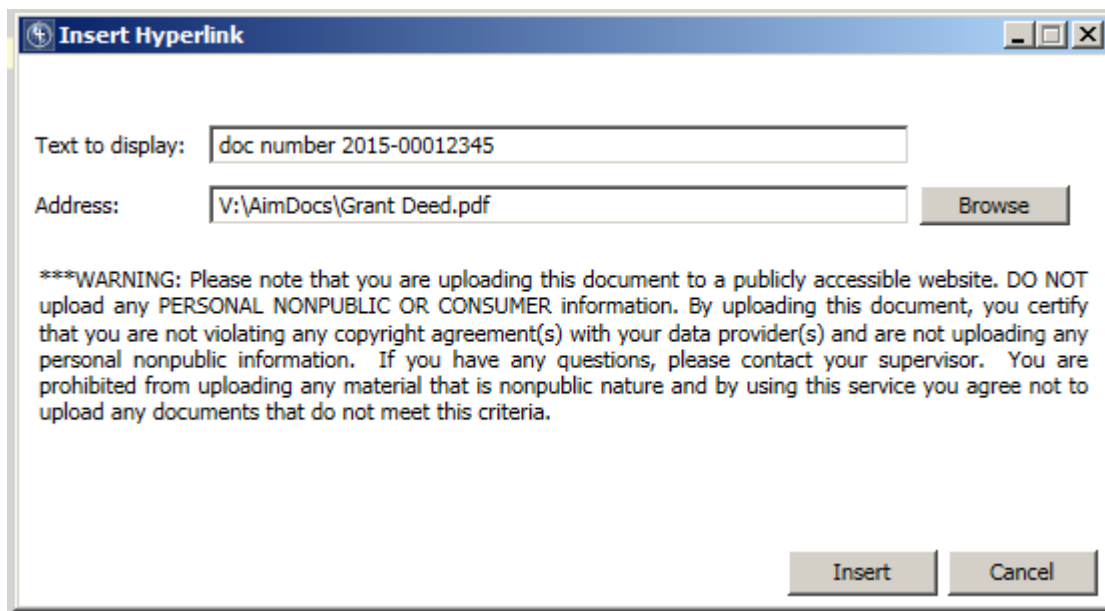 Insert Hyperlink
Text to display: doc number 2015-00012345
Address: V:\AimDocs\Grant Deed.pdf Browse
***WARNING: Please note that you are uploading this document to a publicly accessible website. DO NOT
upload any PERSONAL NONPUBLIC OR CONSUMER information. By uploading this document, you certify
that you are not violating any copyright agreement(s) with your data provider(s) and are not uploading any
personal nonpublic information. If you have any questions, please contact your supervisor. You are
prohibited from uploading any material that is nonpublic nature and by using this service you agree not to
upload any documents that do not meet this criteria.
Insert Cancel